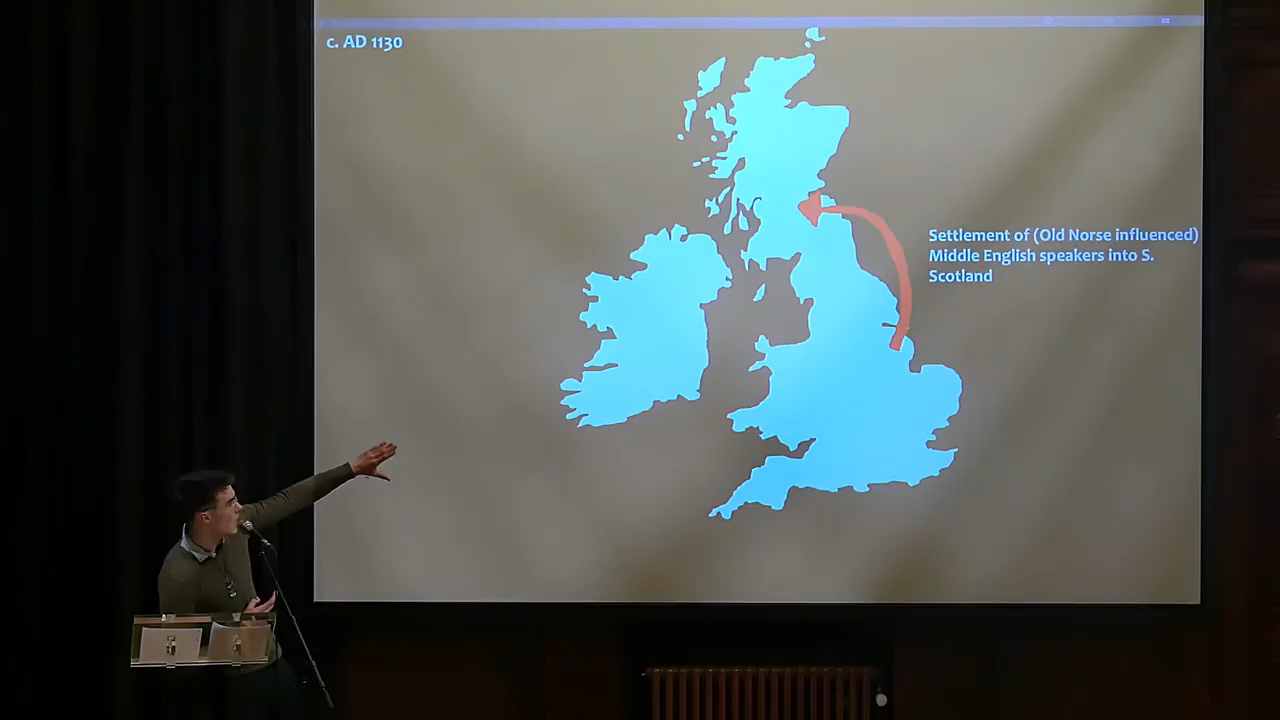 c. AD 1130
Settlement of (Old Norse influenced)
Middle English speakers into S.
Scotland